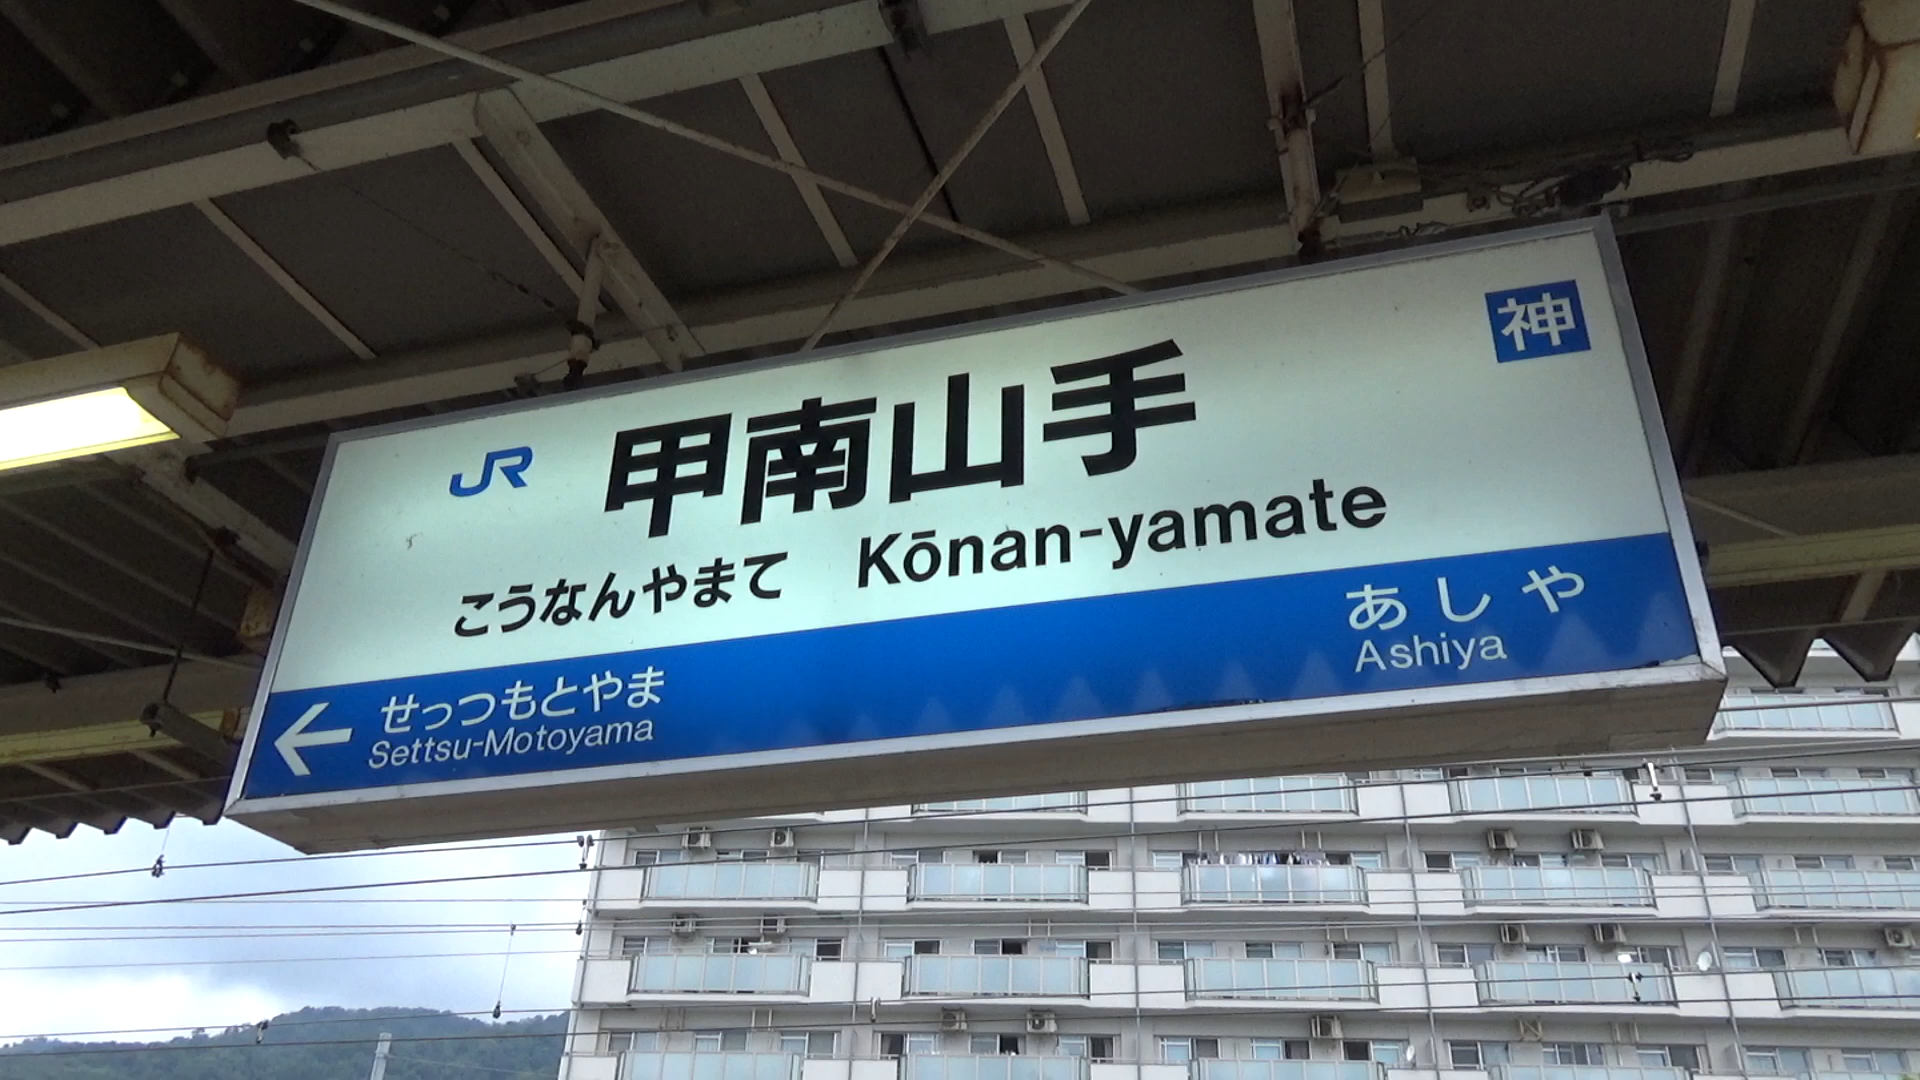 神
JR 甲南山手
こうなんやまて Kōnan-yamate
あしや
Ashiya
← せっつもとやま
Settsu-Motoyama